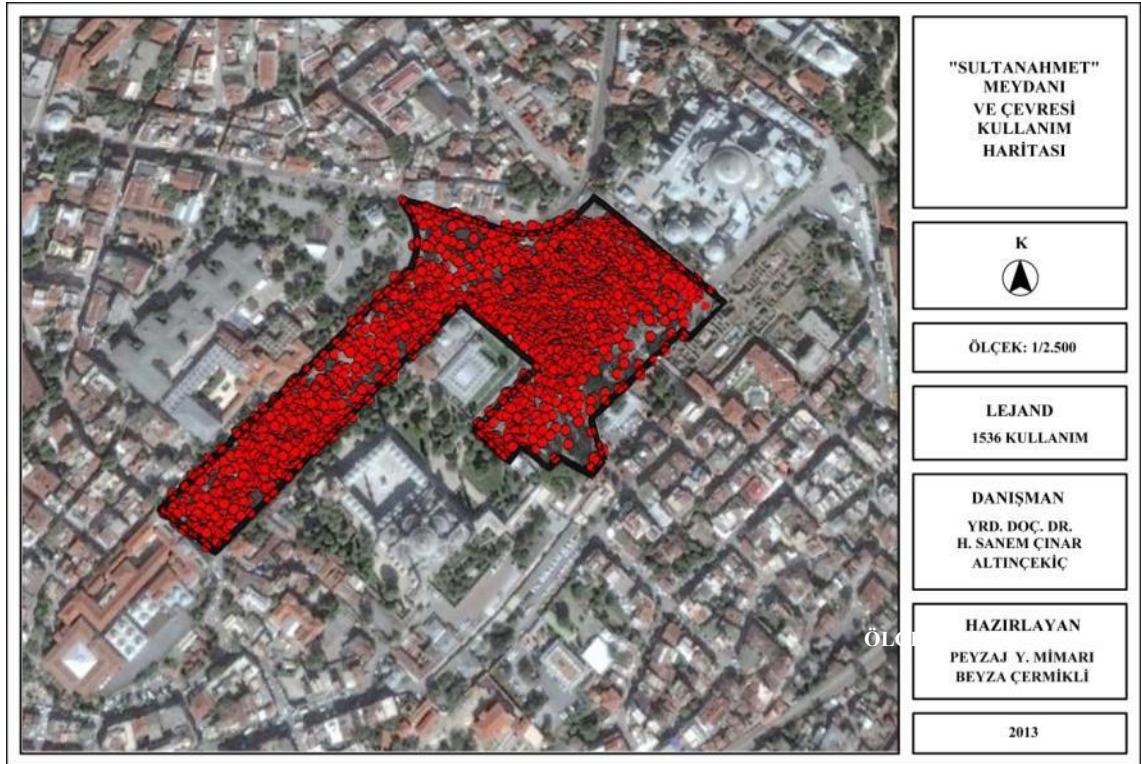 "SULTANAHMET"
MEYDANI
VE ÇEVRESİ
KULLANIM
HARİTASI
K
ÖLÇEK: 1/2.500
LEJAND
1536 KULLANIM
DANIŞMAN
YRD. DOÇ. DR.
H. SANEM ÇINAR
ALTINÇEKİÇ
HAZIRLAYAN
PEYZAJ Y. MİMARI
BEYZA ÇERMİKLİ
2013